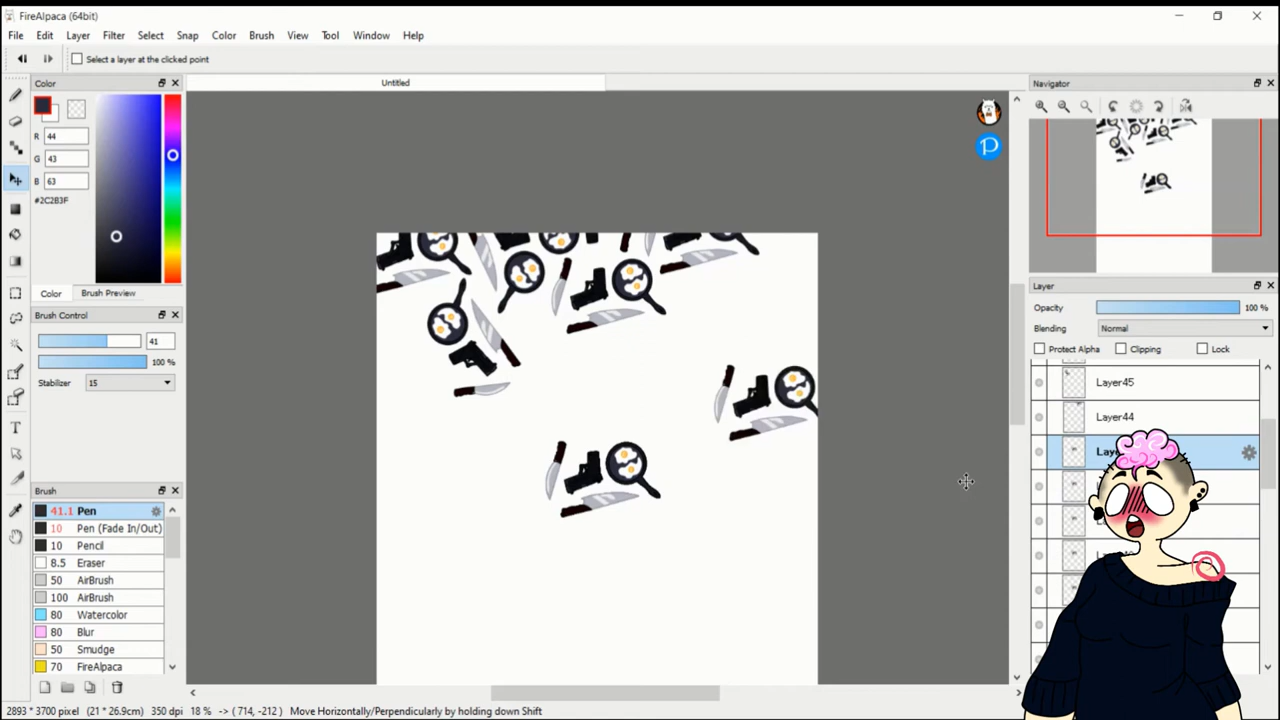 FireAlpaca (64bit)
File Edit Layer Filter Select Snap Color Brush View Tool Window Help
Select a layer at the clicked point
Color
Untitled
Navigator
R 44
G 43
B 63
#2C2B3F
Color Brush Preview
Brush Control
41
100 %
Stabilizer 15
Brush
41.1 Pen
10 Pen (Fade In/Out)
10 Pencil
8.5 Eraser
50 AirBrush
100 AirBrush
80 Watercolor
80 Blur
50 Smudge
70 FireAlpaca
Layer
Opacity 100 %
Blending Normal
Protect Alpha Clipping Lock
Layer45
Layer44
2893 * 3700 pixel (21 * 26.9cm) 350 dpi 18 % -> ( 714, -212 ) Move Horizontally/Perpendicularly by holding down Shift